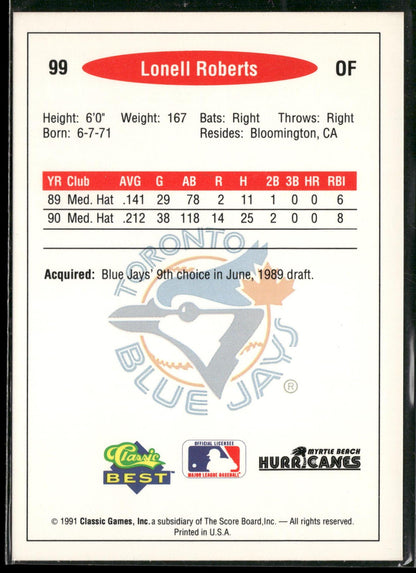 99 Lonell Roberts OF
Height: 6'0" Weight: 167 Bats: Right Throws: Right
Born: 6-7-71 Resides: Bloomington, CA
YR Club AVG G AB R H 2B 3B HR RBI
89 Med. Hat .141 29 78 2 11 1 0 0 6
90 Med. Hat .212 38 118 14 25 2 0 0 8
Acquired: Blue Jays' 9th choice in June, 1989 draft.
TORONTO
BLUE JAYS ®
Classic
BEST™
OFFICIAL LICENSEE
MAJOR LEAGUE BASEBALL
MYRTLE BEACH
HURRICANES
© 1991 Classic Games, Inc. a subsidiary of The Score Board,Inc. — All rights reserved.
Printed in U.S.A.